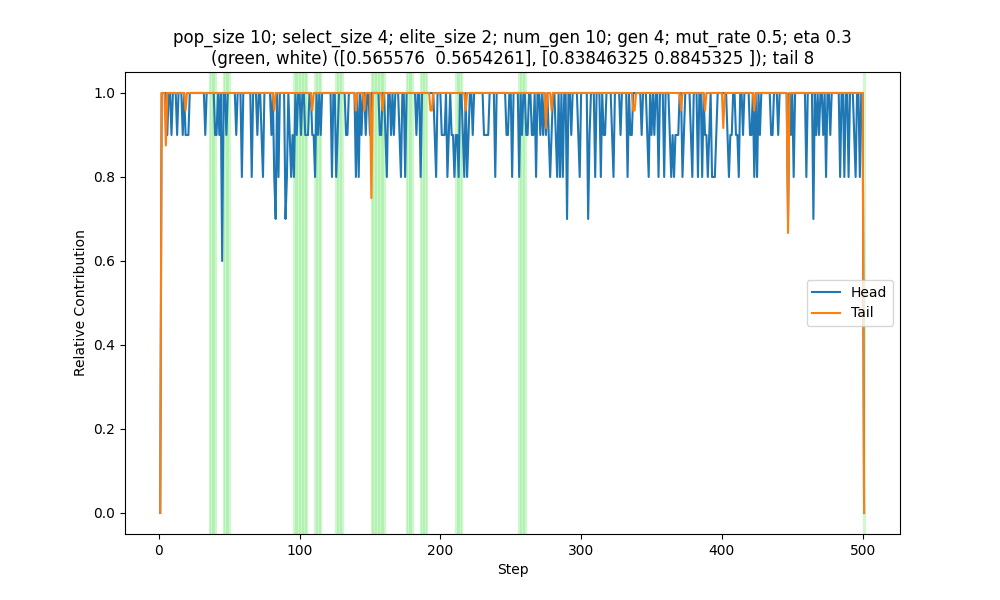 pop_size 10; select_size 4; elite_size 2; num_gen 10; gen 4; mut_rate 0.5; eta 0.3
(green, white) ([0.565576  0.5654261], [0.83846325 0.8845325 ]); tail 8
1.0
0.8
0.6
0.4
0.2
0.0
Relative Contribution
Head
Tail
0
100
200
300
400
500
Step